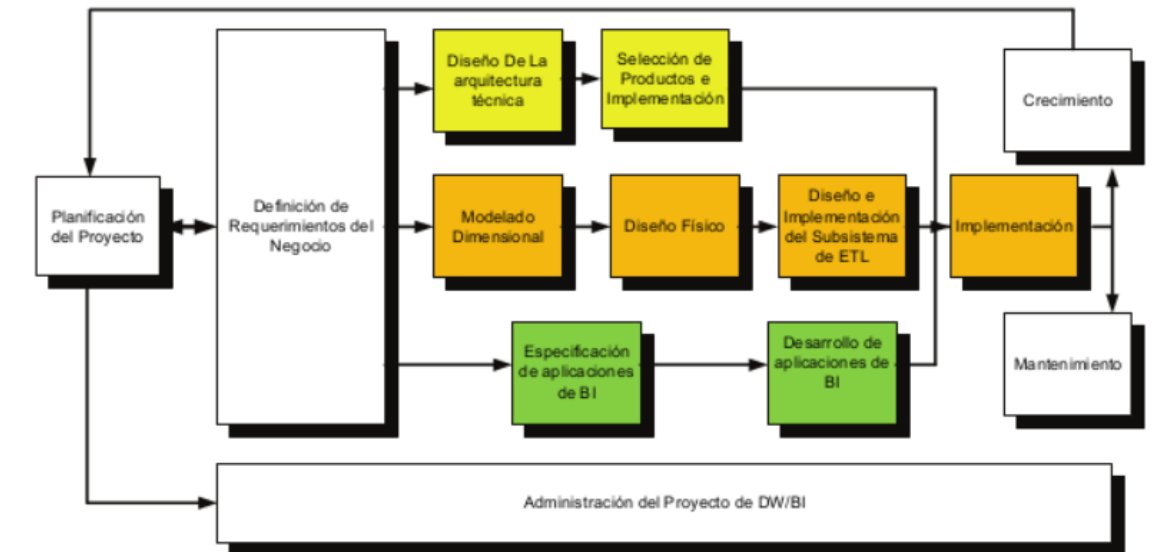 Diseño De La
arquitectura
técnica
Selección de
Productos e
Implementación
Crecimiento
Planificación
del Proyecto
Definición de
Requerimientos del
Negocio
Modelado
Dimensional
Diseño Físico
Diseño e
Implementación
del Subsistema
de ETL
Implementación
Especificación
de aplicaciones
de BI
Desarrollo de
aplicaciones de
BI
Mantenimiento
Administración del Proyecto de DW/BI